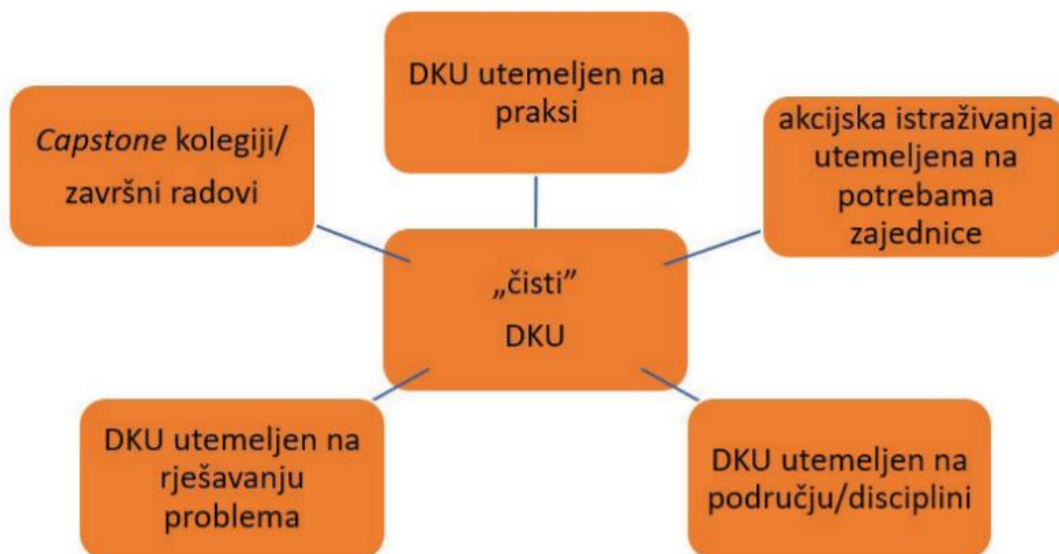 DKU utemeljen na
praksi
Capstone kolegiji/
završni radovi
akcijska istraživanja
utemeljena na
potrebama
zajednice
„čisti”
DKU
DKU utemeljen na
rješavanju
problema
DKU utemeljen na
području/disciplini